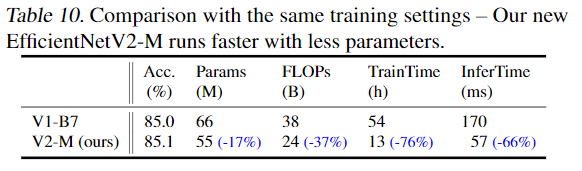 Table 10. Comparison with the same training settings – Our new
EfficientNetV2-M runs faster with less parameters.
Acc. Params FLOPs TrainTime InferTime
(%) (M) (B) (h) (ms)
V1-B7 85.0 66 38 54 170
V2-M (ours) 85.1 55 (-17%) 24 (-37%) 13 (-76%) 57 (-66%)